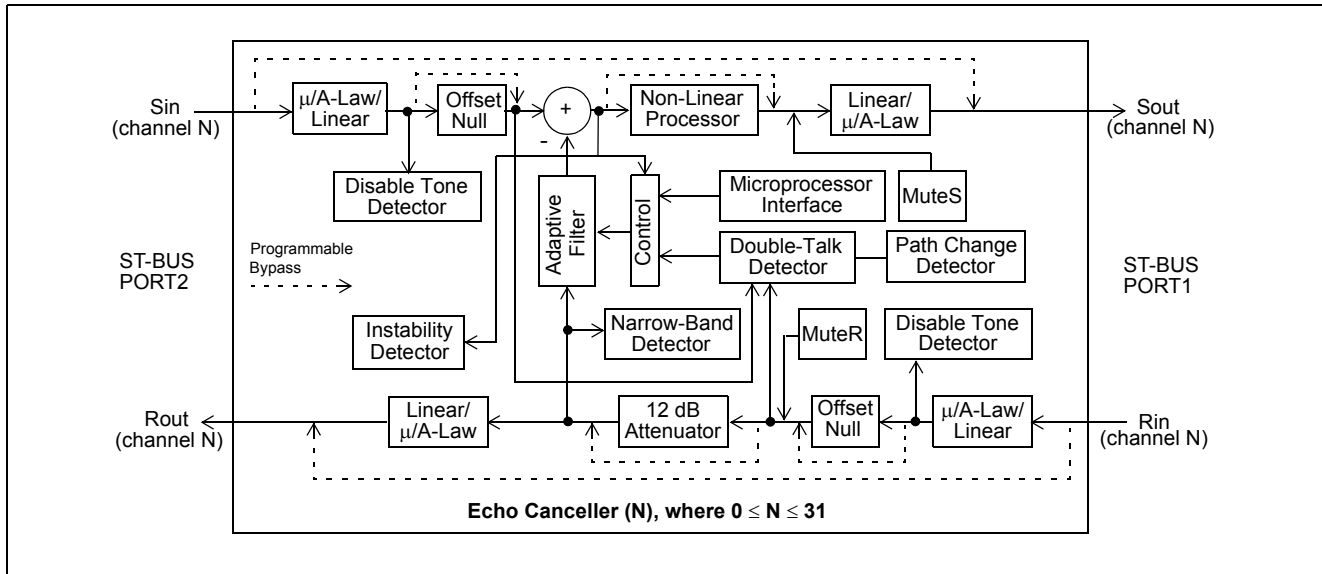 Sin
(channel N)
μ/A-Law/
Linear
Offset
Null
+
-
Non-Linear
Processor
Linear/
μ/A-Law
Sout
(channel N)
Disable Tone
Detector
Adaptive
Filter
Control
Microprocessor
Interface
MuteS
ST-BUS
PORT2
Programmable
Bypass
Double-Talk
Detector
Path Change
Detector
ST-BUS
PORT1
Instability
Detector
Narrow-Band
Detector
MuteR
Disable Tone
Detector
Rout
(channel N)
Linear/
μ/A-Law
12 dB
Attenuator
Offset
Null
μ/A-Law/
Linear
Rin
(channel N)
Echo Canceller (N), where 0 ≤ N ≤ 31